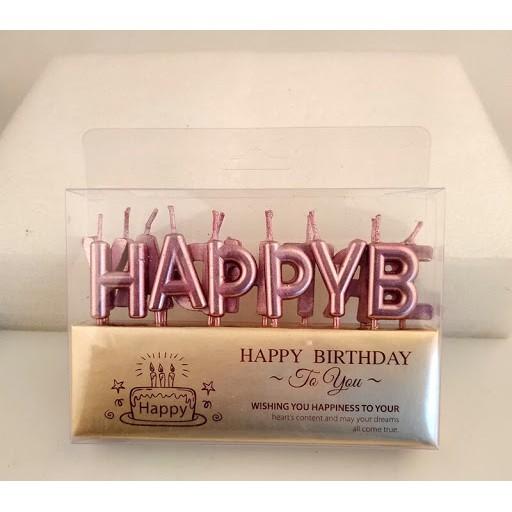 HAPPYB
HAPPY BIRTHDAY
~ To You ~
Happy
WISHING YOU HAPPINESS TO YOUR
heart's content and may your dreams
all come true.